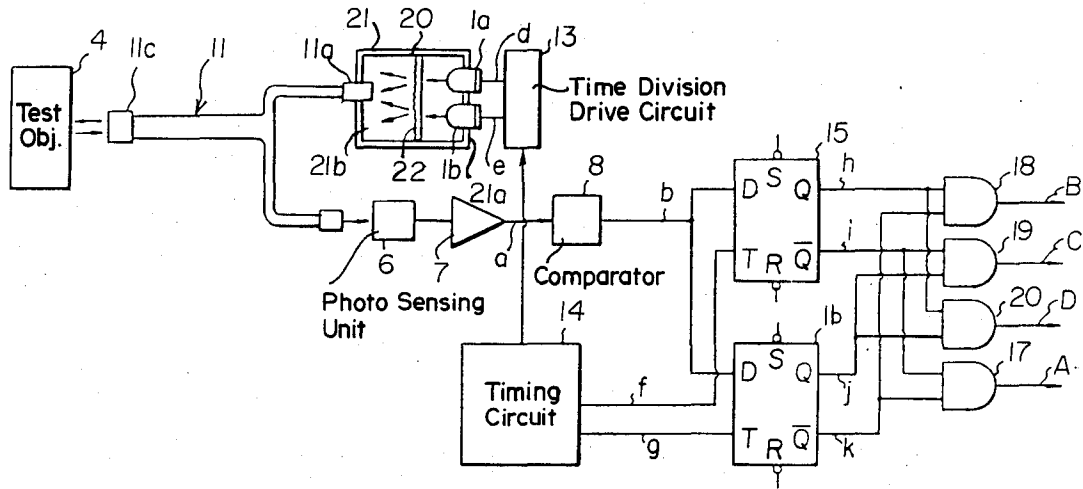 4
11c
11
11a
21
20
1a
d
13
Test
Obj.
Time Division
Drive Circuit
21b
22
1b
e
21a
6
7
a
8
b
Comparator
Photo Sensing
Unit
14
Timing
Circuit
f
g
15
D
S
Q
T
R
Q̅
h
i
1b
D
S
Q
T
R
Q̅
j
k
18
B
19
C
20
D
17
A